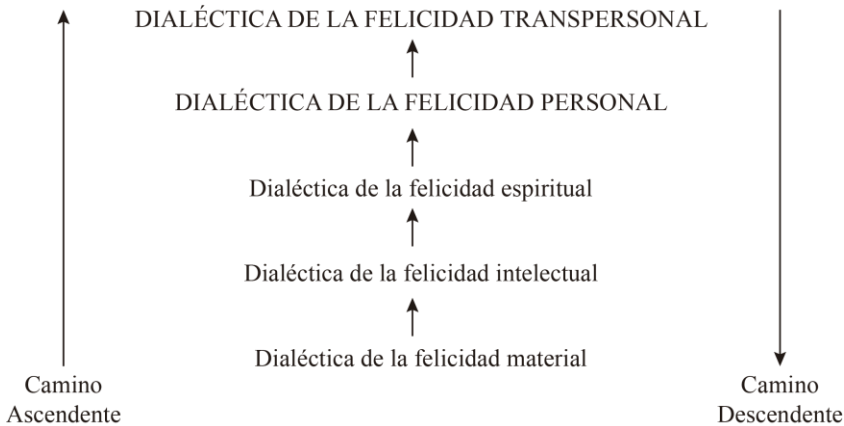 DIALÉCTICA DE LA FELICIDAD TRANSPERSONAL
DIALÉCTICA DE LA FELICIDAD PERSONAL
Dialéctica de la felicidad espiritual
Dialéctica de la felicidad intelectual
Dialéctica de la felicidad material
Camino
Ascendente
Camino
Descendente